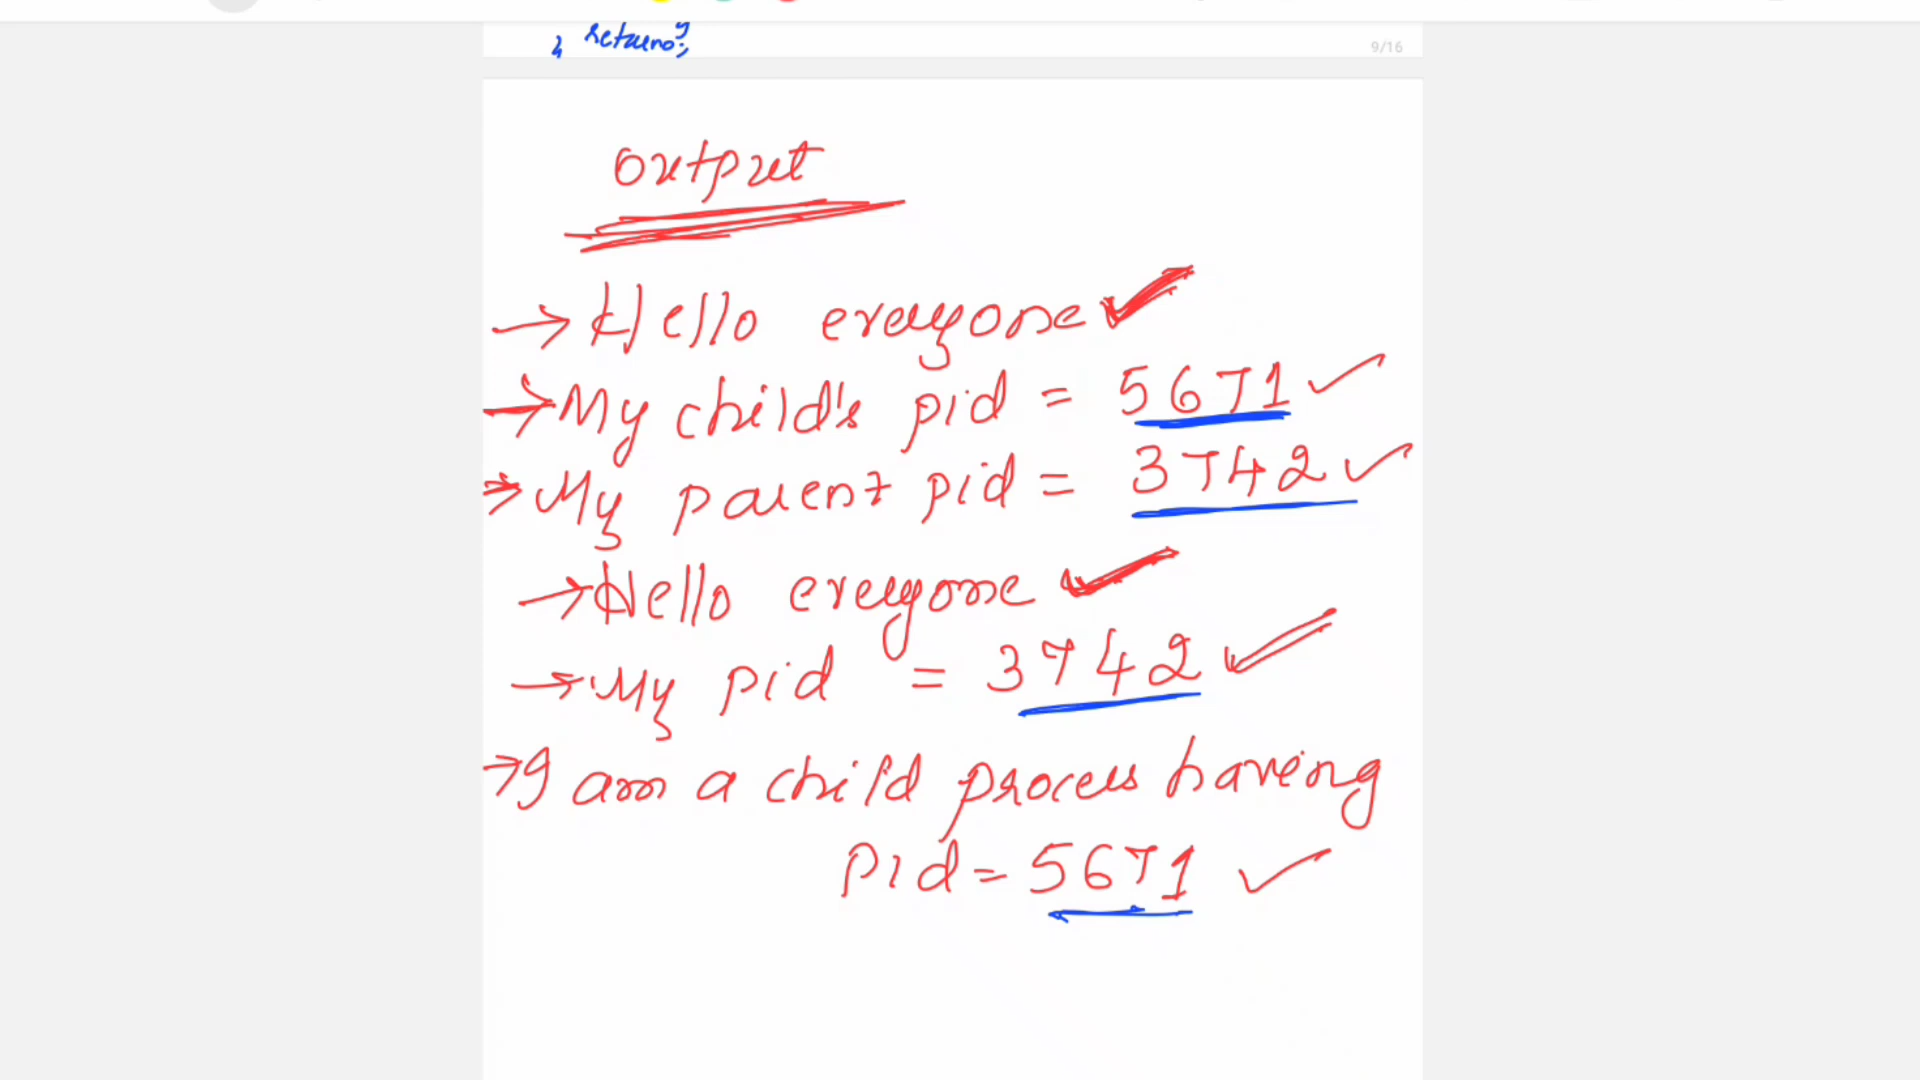 return 0;
9/16
Output
→ Hello everyone ✓
→ My child's pid = 5671 ✓
→ My parent pid = 3742 ✓
→ Hello everyone ✓
→ My pid = 3742 ✓
→ I am a child process having
pid = 5671 ✓